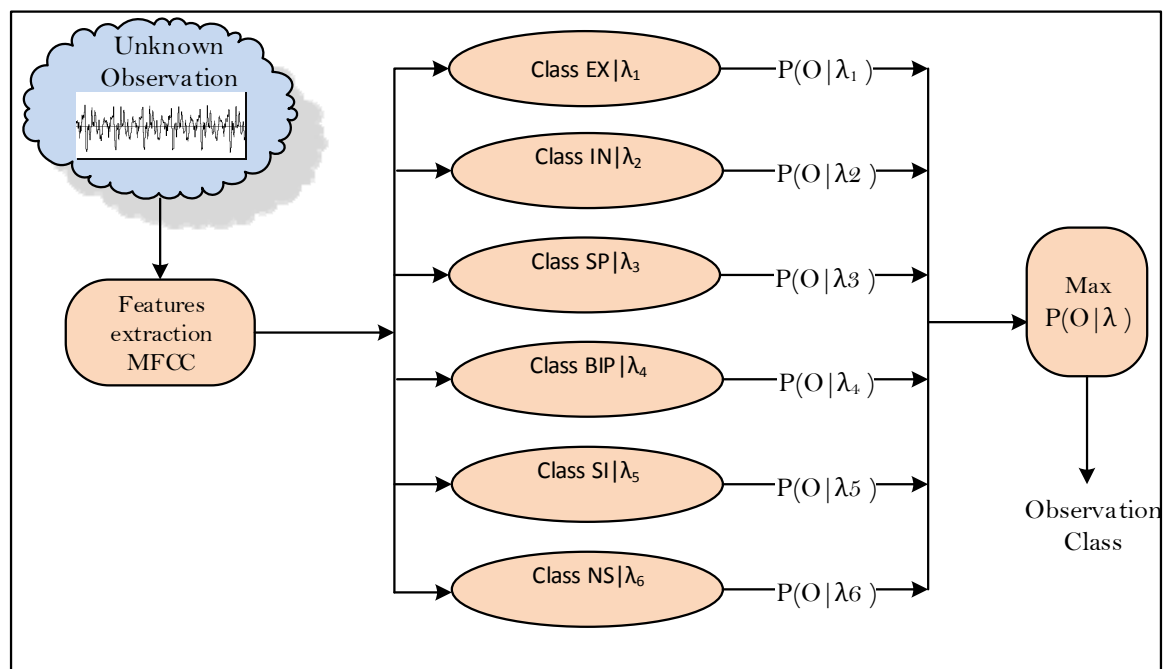 Unknown
Observation
Features
extraction
MFCC
Class EX|λ₁
P(O|λ₁)
Class IN|λ₂
P(O|λ2)
Class SP|λ₃
P(O|λ3)
Class BIP|λ₄
P(O|λ₄)
Class SI|λ₅
P(O|λ5)
Class NS|λ₆
P(O|λ6)
Max
P(O|λ)
Observation
Class